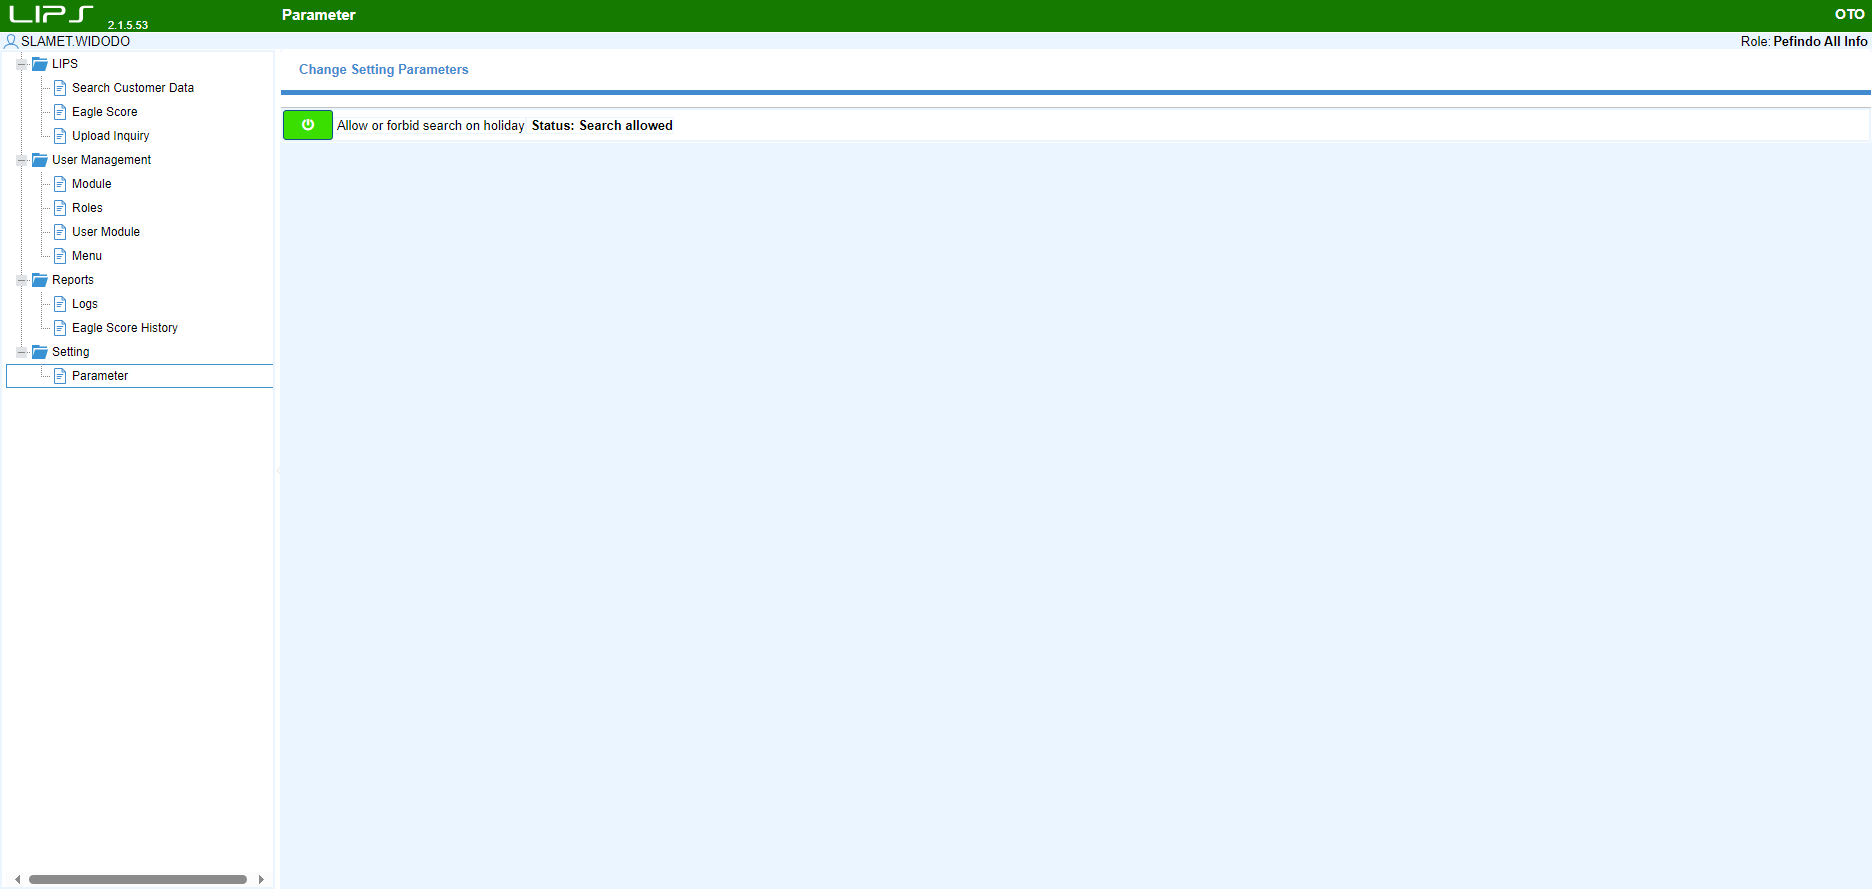 LIPS 2.1.5.53
Parameter
OTO
SLAMET.WIDODO
Role: Pefindo All Info
LIPS
Search Customer Data
Eagle Score
Upload Inquiry
User Management
Module
Roles
User Module
Menu
Reports
Logs
Eagle Score History
Setting
Parameter
Change Setting Parameters
Allow or forbid search on holiday Status: Search allowed